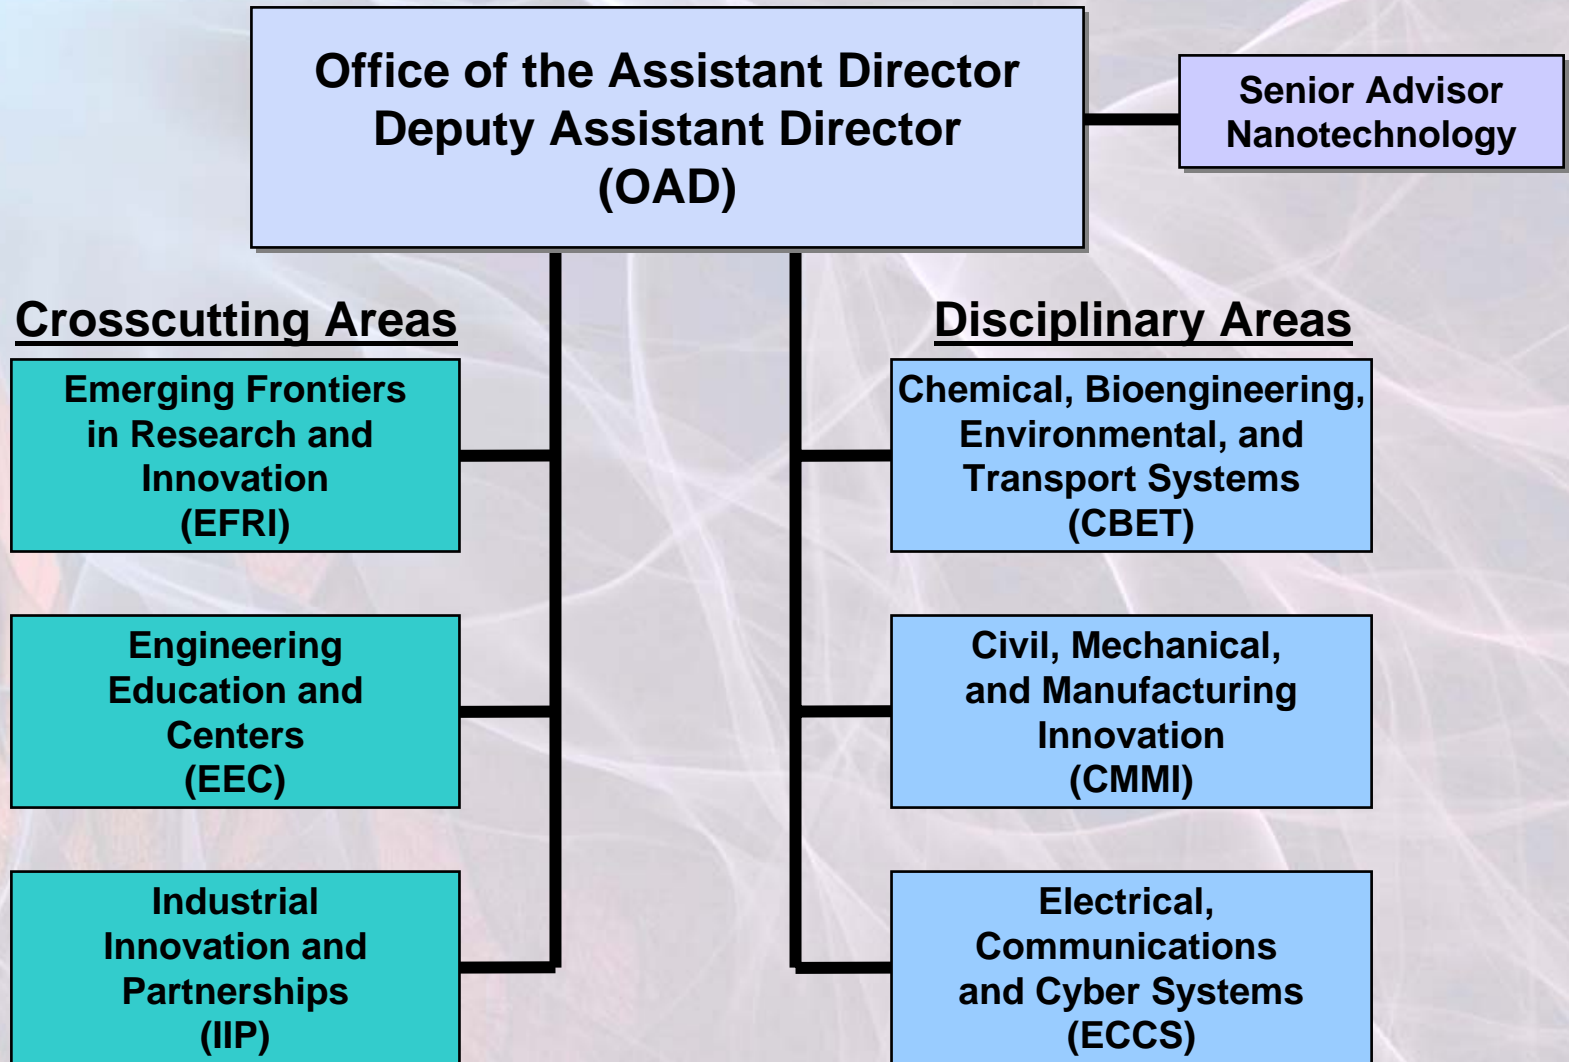 Office of the Assistant Director
Deputy Assistant Director
(OAD)
Senior Advisor
Nanotechnology
Crosscutting Areas
Emerging Frontiers
in Research and
Innovation
(EFRI)
Engineering
Education and
Centers
(EEC)
Industrial
Innovation and
Partnerships
(IIP)
Disciplinary Areas
Chemical, Bioengineering,
Environmental, and
Transport Systems
(CBET)
Civil, Mechanical,
and Manufacturing
Innovation
(CMMI)
Electrical,
Communications
and Cyber Systems
(ECCS)